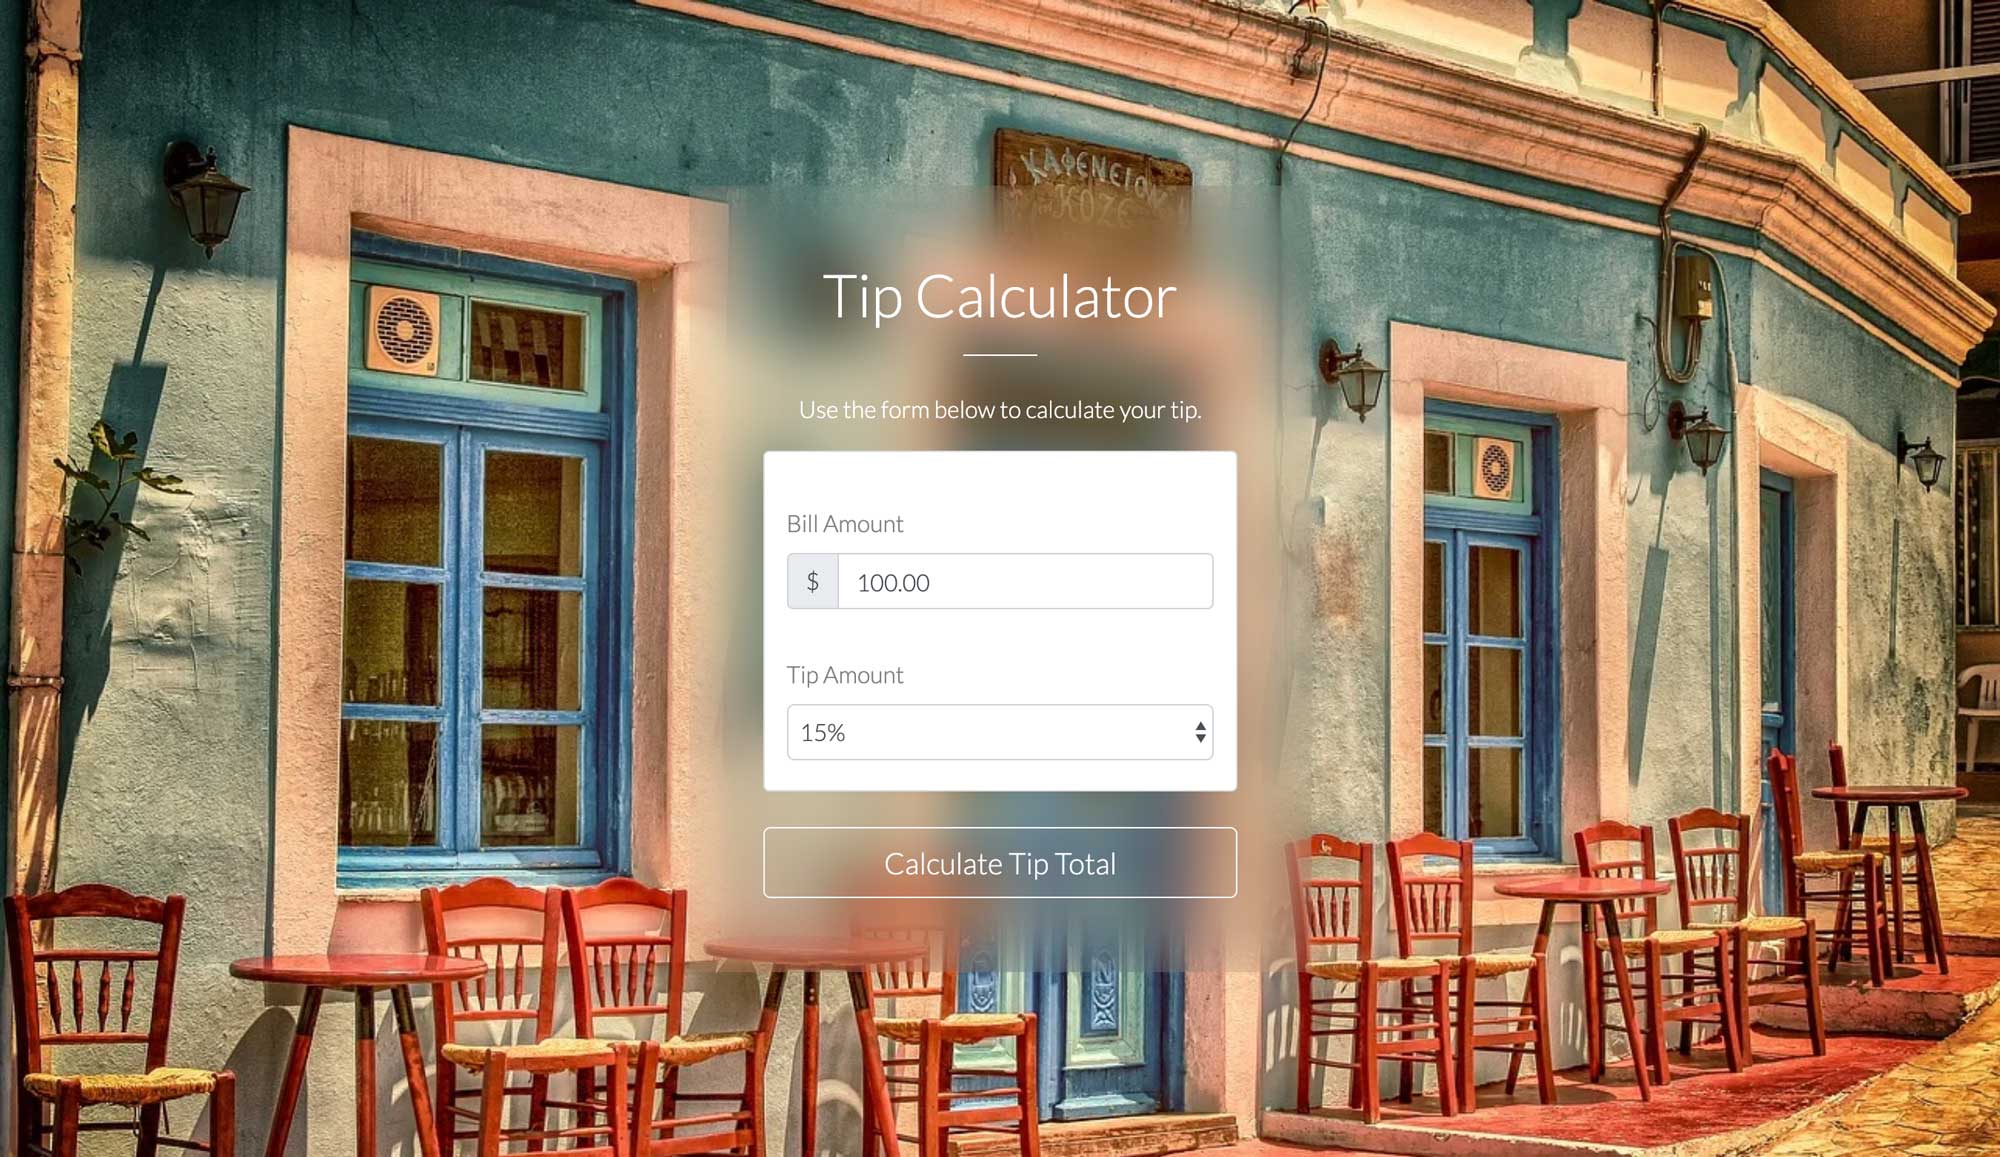 ΚΑΦΕΝΕΙΟΝ
ΚΟΖΕ
Tip Calculator
Use the form below to calculate your tip.
Bill Amount
$ 100.00
Tip Amount
15%
Calculate Tip Total